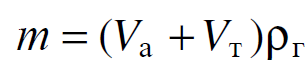 m = (Vа + Vт)ρг